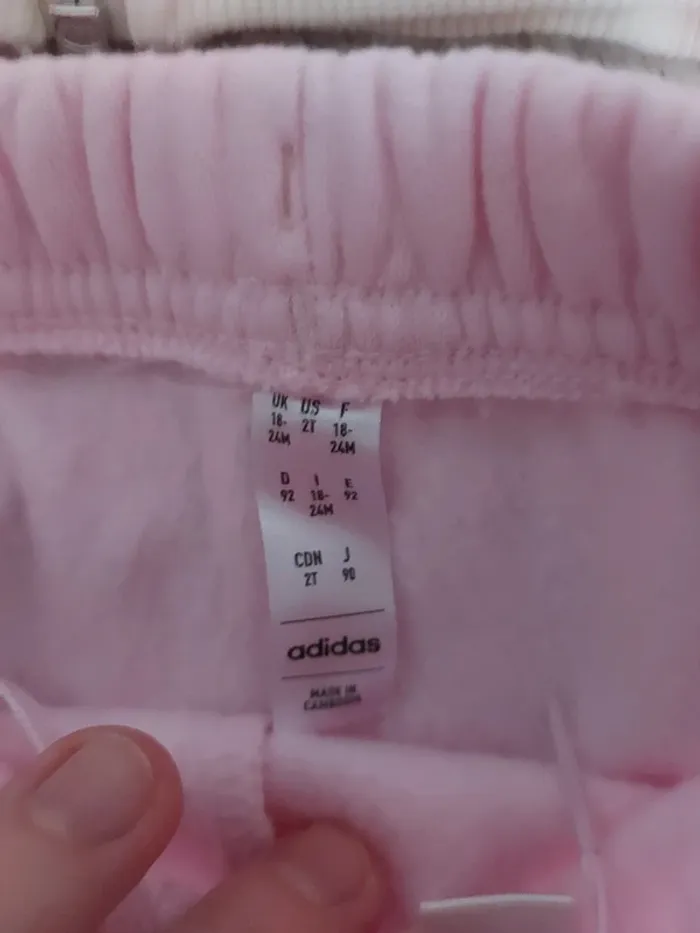 UK US F
18- 2T 18-
24M 24M
D I E
92 18- 92
24M
CDN J
2T 90
adidas
MADE IN
CAMBODIA